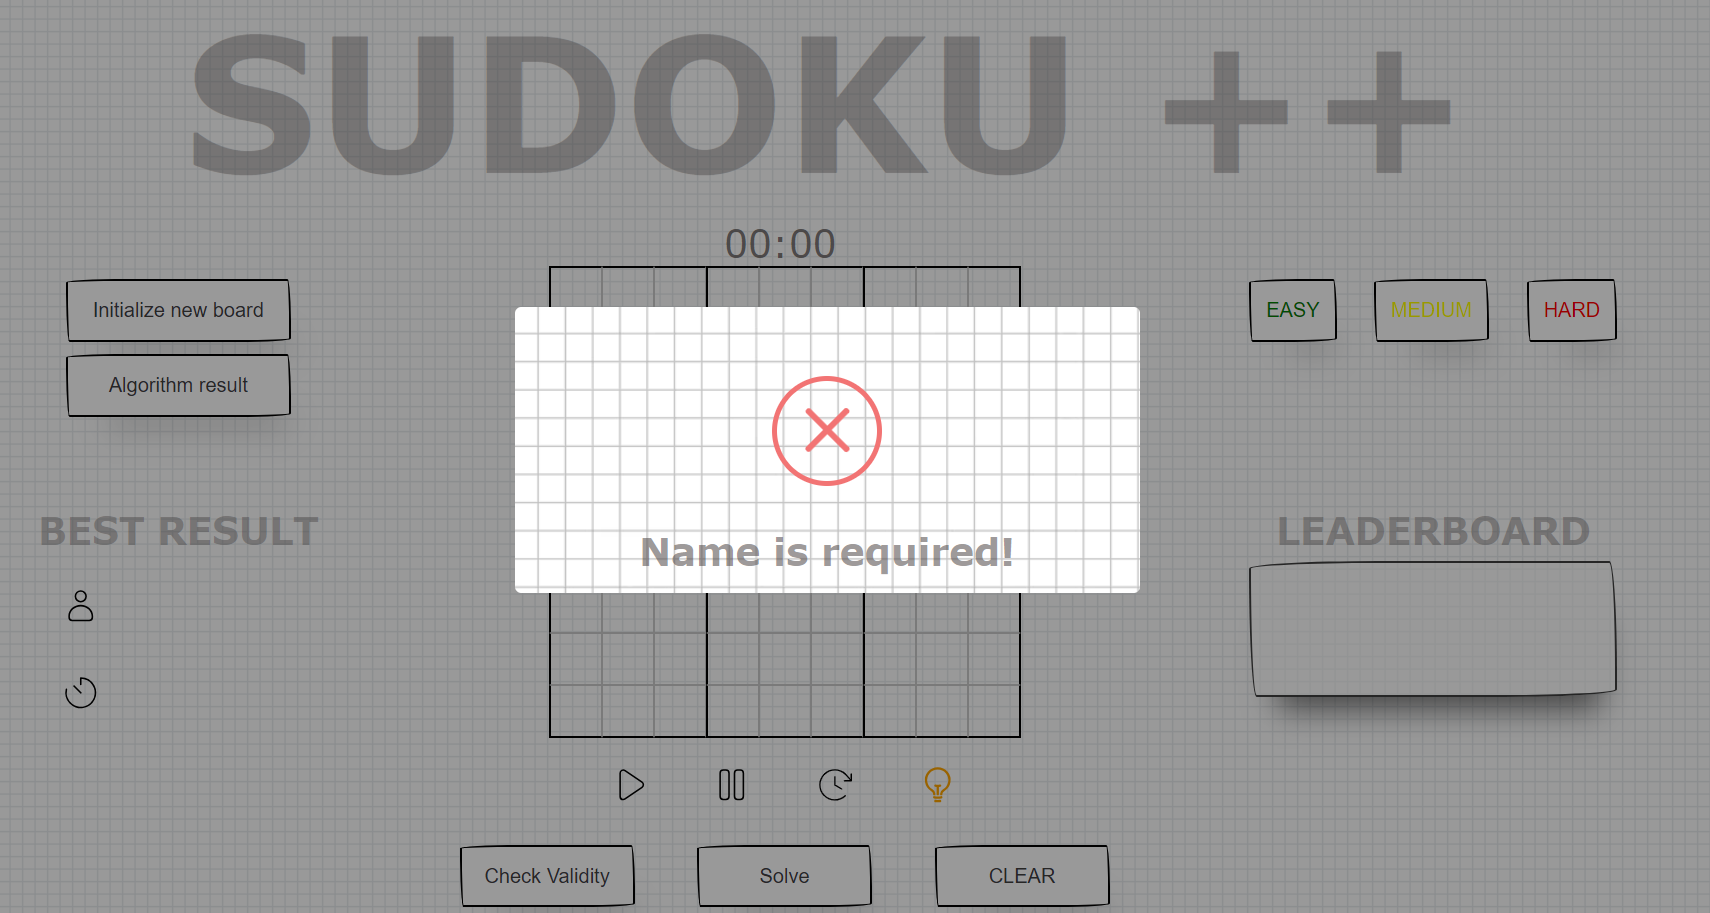 SUDOKU ++
00:00
Initialize new board
Algorithm result
EASY
MEDIUM
HARD
Name is required!
BEST RESULT
LEADERBOARD
Check Validity
Solve
CLEAR